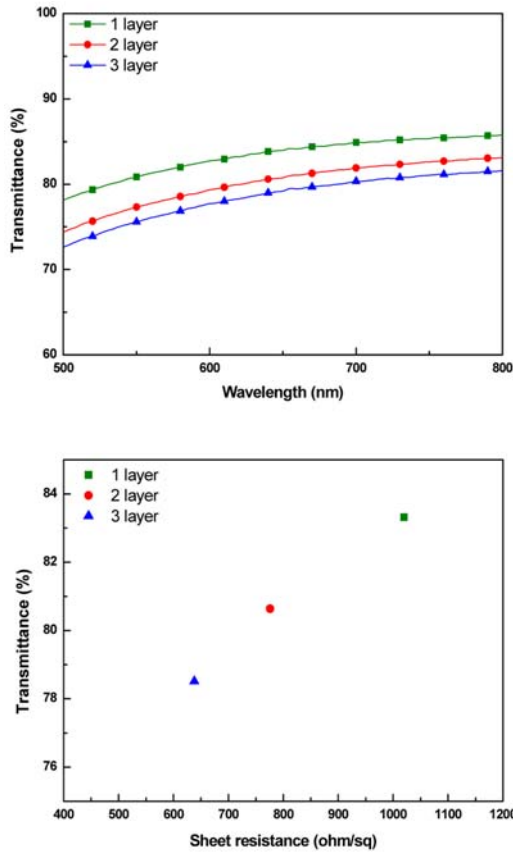 1 layer
2 layer
3 layer
100
90
80
70
60
Transmittance (%)
500 600 700 800
Wavelength (nm)
1 layer
2 layer
3 layer
84
82
80
78
76
Transmittance (%)
400 500 600 700 800 900 1000 1100 1200
Sheet resistance (ohm/sq)